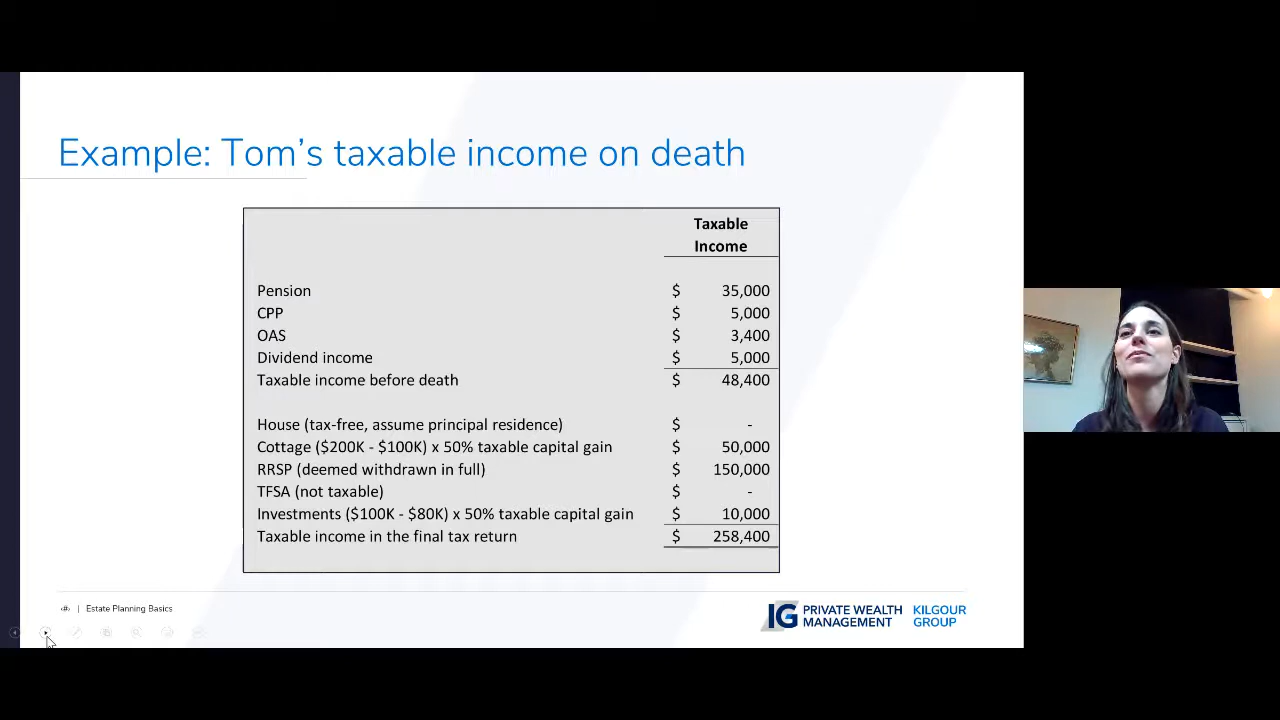 Example: Tom's taxable income on death
Taxable
Income
Pension $ 35,000
CPP $ 5,000
OAS $ 3,400
Dividend income $ 5,000
Taxable income before death $ 48,400
House (tax-free, assume principal residence) $ -
Cottage ($200K - $100K) x 50% taxable capital gain $ 50,000
RRSP (deemed withdrawn in full) $ 150,000
TFSA (not taxable) $ -
Investments ($100K - $80K) x 50% taxable capital gain $ 10,000
Taxable income in the final tax return $ 258,400
‹#› | Estate Planning Basics
IG PRIVATE WEALTH MANAGEMENT KILGOUR GROUP